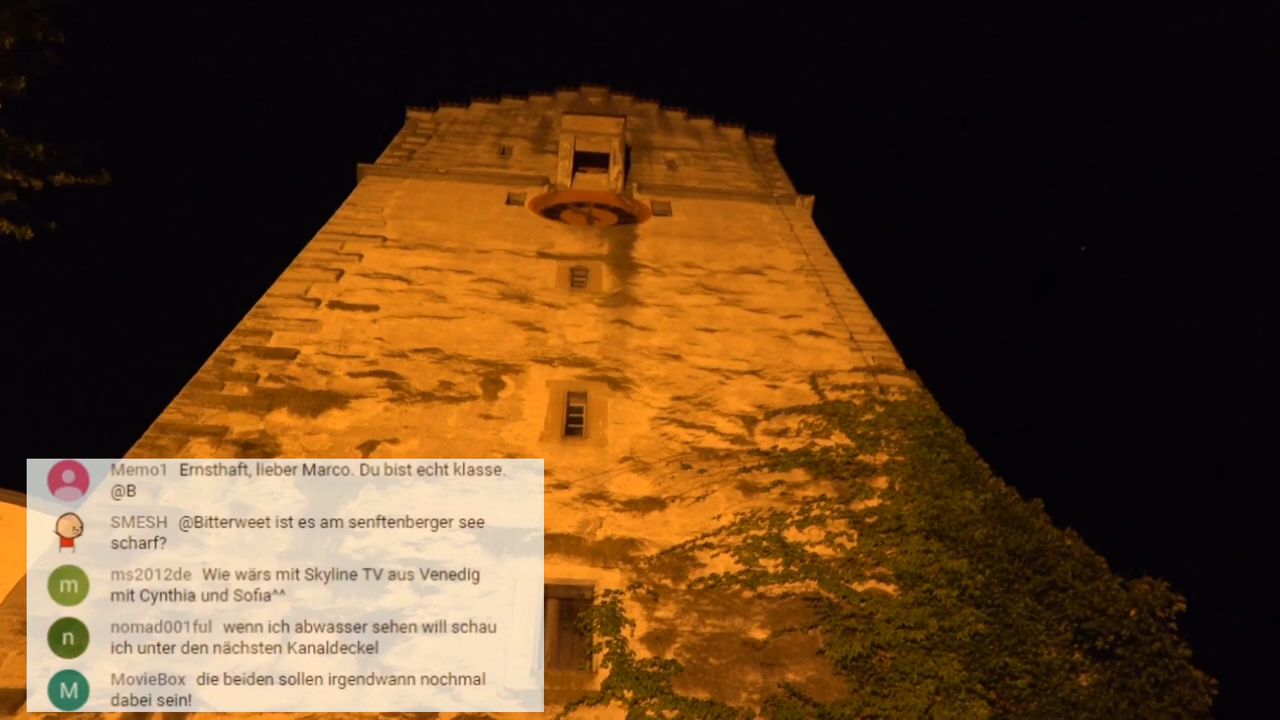 Memo1 Ernsthaft, lieber Marco. Du bist echt klasse.
@B
SMESH @Bitterweet ist es am senftenberger see
scharf?
m
ms2012de Wie wärs mit Skyline TV aus Venedig
mit Cynthia und Sofia^^
n
nomad001ful wenn ich abwasser sehen will schau
ich unter den nächsten Kanaldeckel
M
MovieBox die beiden sollen irgendwann nochmal
dabei sein!